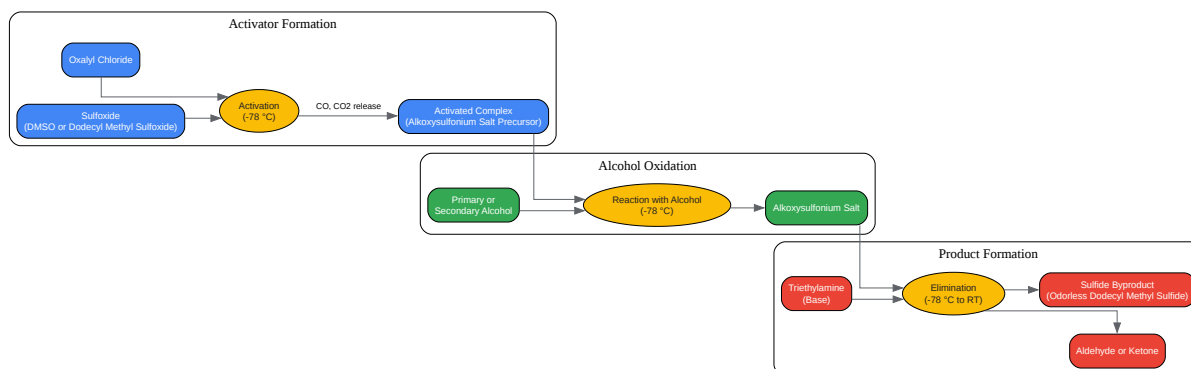 Activator Formation
Oxalyl Chloride
Sulfoxide
(DMSO or Dodecyl Methyl Sulfoxide)
Activation
(-78 °C)
CO, CO2 release
Activated Complex
(Alkoxysulfonium Salt Precursor)
Alcohol Oxidation
Primary or
Secondary Alcohol
Reaction with Alcohol
(-78 °C)
Alkoxysulfonium Salt
Product Formation
Triethylamine
(Base)
Elimination
(-78 °C to RT)
Sulfide Byproduct
(Odorless Dodecyl Methyl Sulfide)
Aldehyde or Ketone